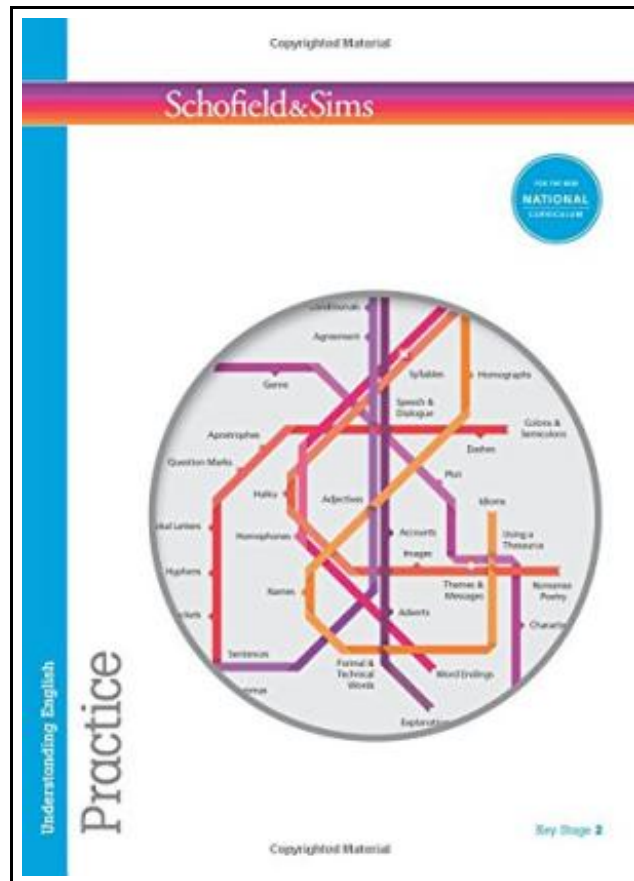 Copyrighted Material
Schofield&Sims
FOR THE NEW
NATIONAL
CURRICULUM
Conditionals
Agreement
Syllables
Homographs
Genre
Speech &
Dialogue
Colons &
Semicolons
Apostrophes
Dashes
Question Marks
Plot
Haiku
Adjectives
Idioms
Homophones
Accounts
Using a
Thesaurus
Images
Hyphens
Names
Themes &
Messages
Nonsense
Poetry
Adverts
Sentences
Formal &
Technical
Words
Word Endings
Understanding English
Practice
Key Stage 2
Copyrighted Material